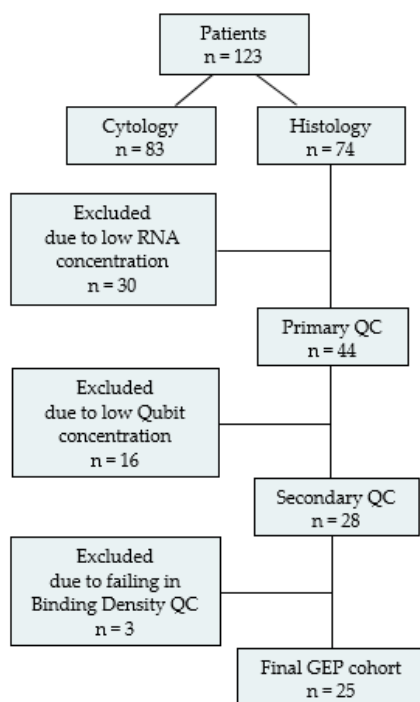 Patients
n = 123
Cytology
n = 83
Histology
n = 74
Excluded
due to low RNA
concentration
n = 30
Primary QC
n = 44
Excluded
due to low Qubit
concentration
n = 16
Secondary QC
n = 28
Excluded
due to failing in
Binding Density QC
n = 3
Final GEP cohort
n = 25